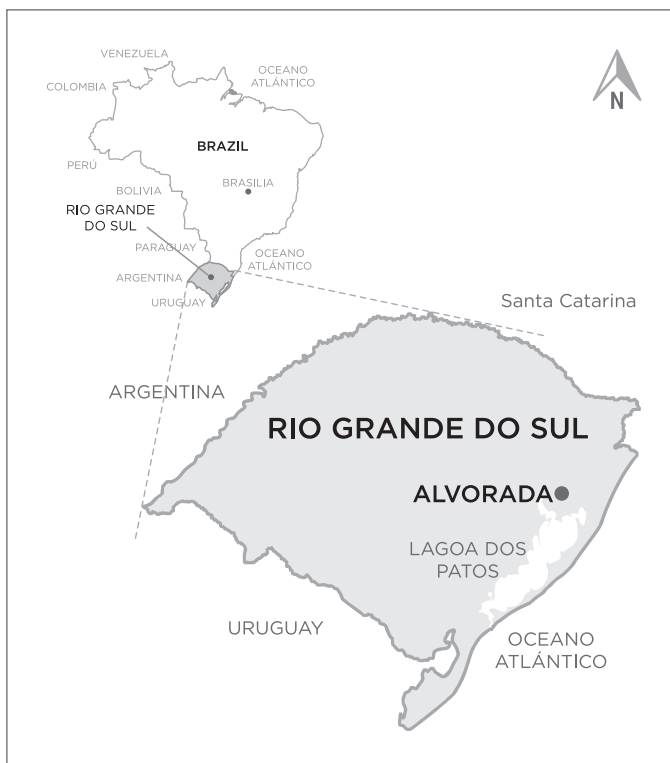 VENEZUELA
COLOMBIA
OCEANO
ATLÁNTICO
N
BRAZIL
PERÚ
BOLIVIA
BRASILIA
RIO GRANDE
DO SUL
PARAGUAY
OCEANO
ATLÁNTICO
ARGENTINA
URUGUAY
Santa Catarina
ARGENTINA
RIO GRANDE DO SUL
ALVORADA
LAGOA DOS
PATOS
URUGUAY
OCEANO
ATLÁNTICO